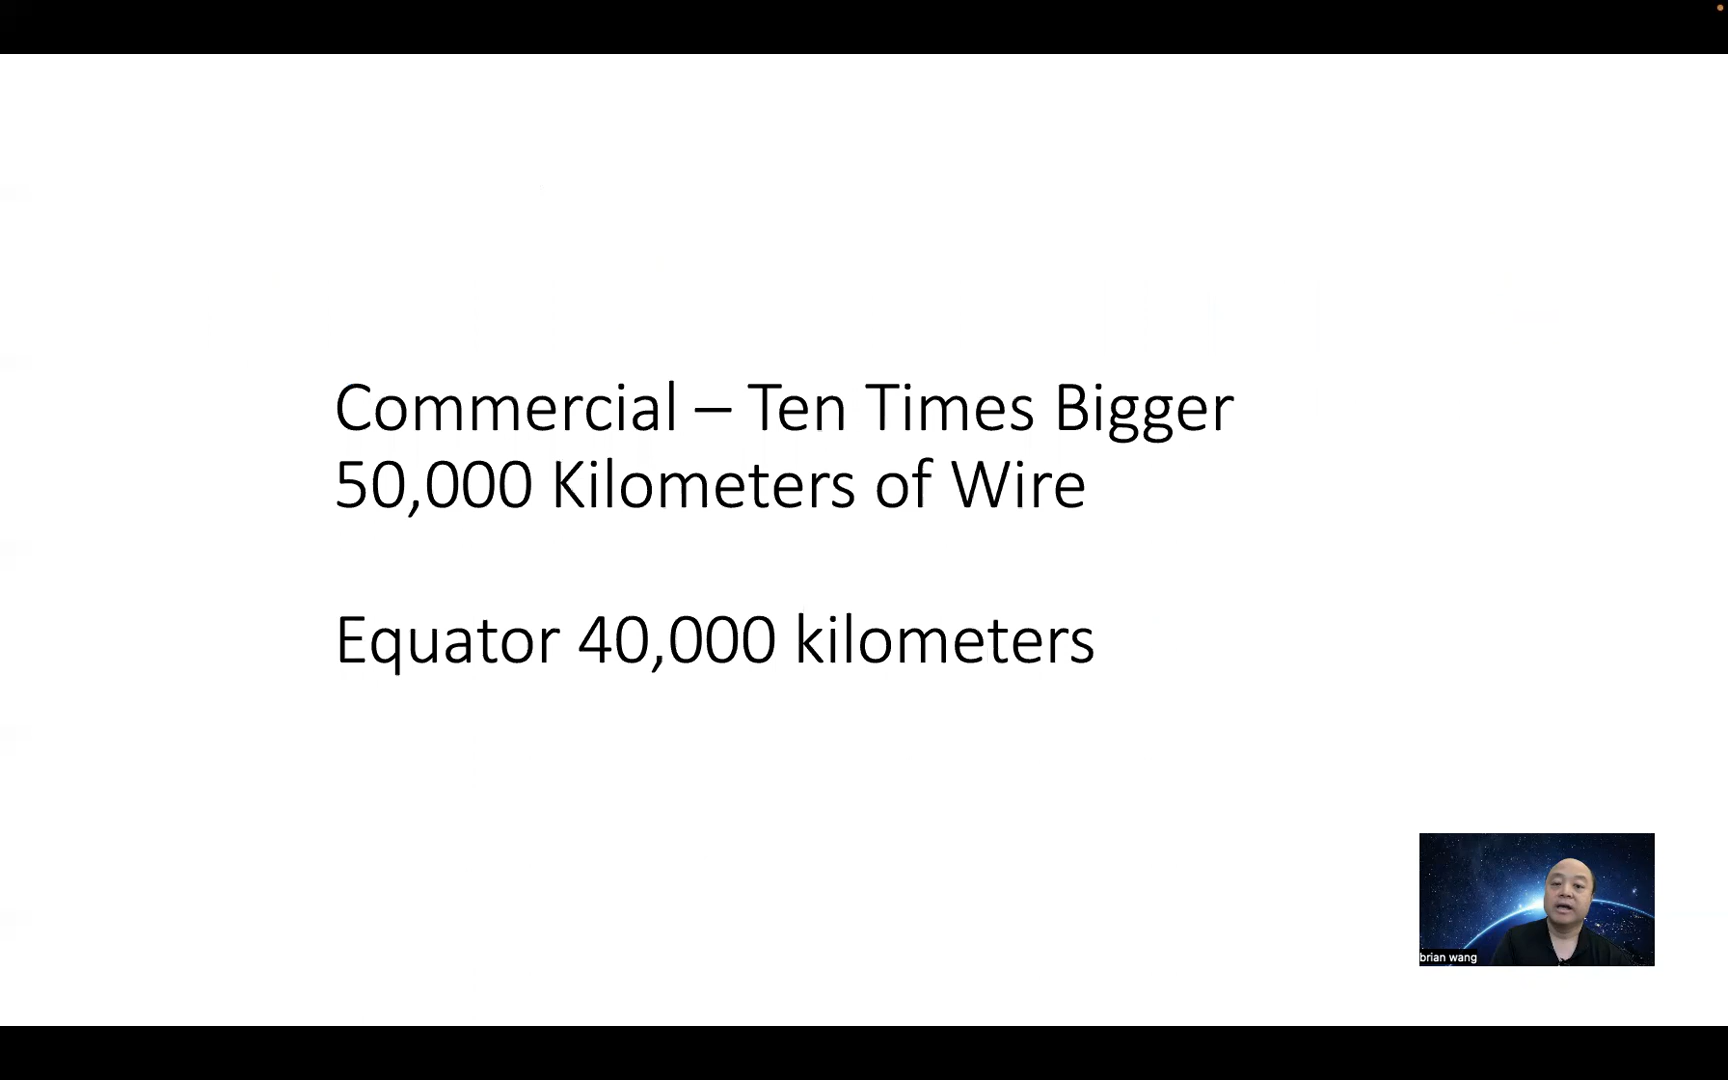 Commercial – Ten Times Bigger
50,000 Kilometers of Wire
Equator 40,000 kilometers
brian wang